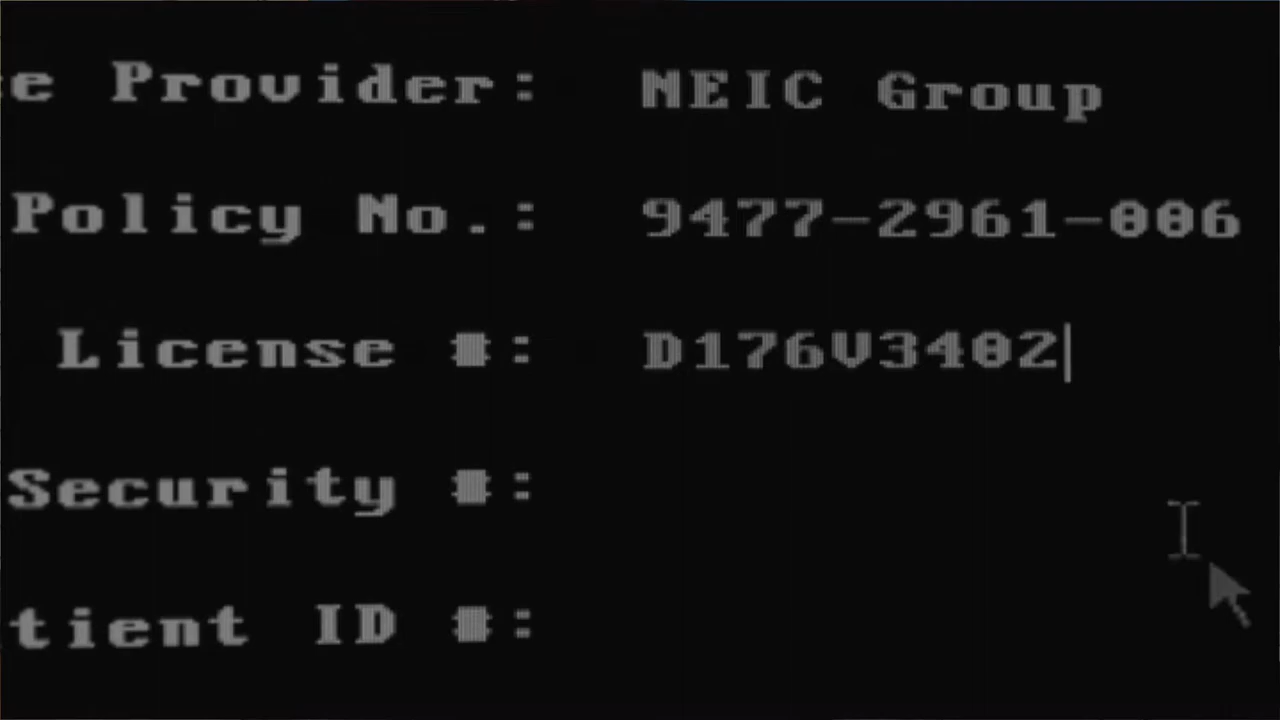 e Provider: NEIC Group
Policy No.: 9477-2961-006
License #: D176V3402
Security #:
tient ID #: